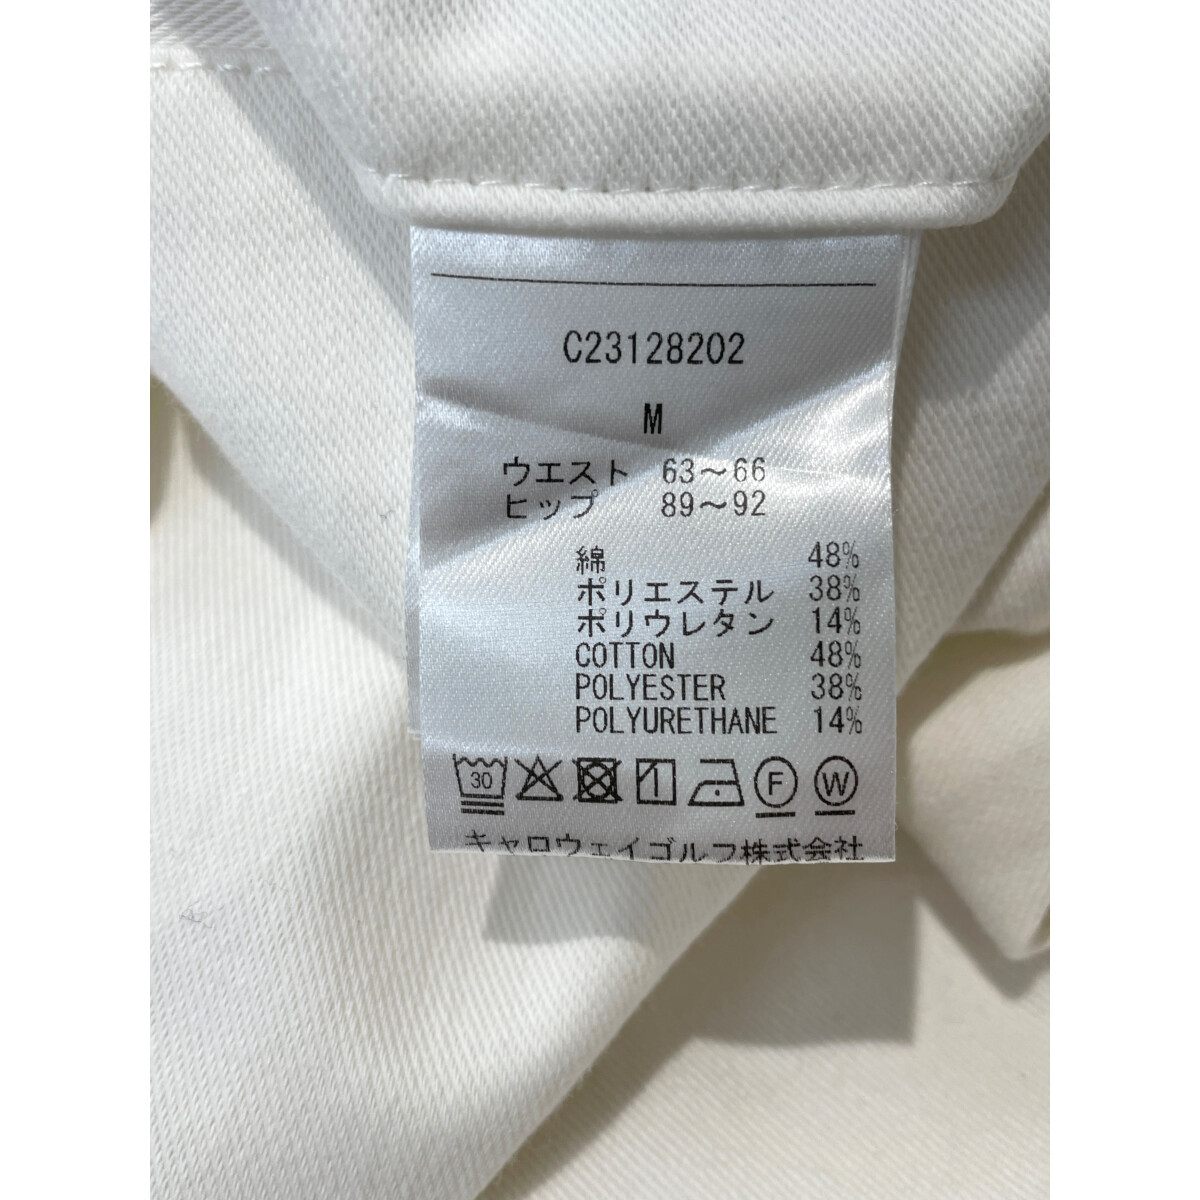 C23128202
M
ウエスト 63～66
ヒップ 89～92
綿 48%
ポリエステル 38%
ポリウレタン 14%
COTTON 48%
POLYESTER 38%
POLYURETHANE 14%
30 F W
キャロウェイゴルフ株式会社